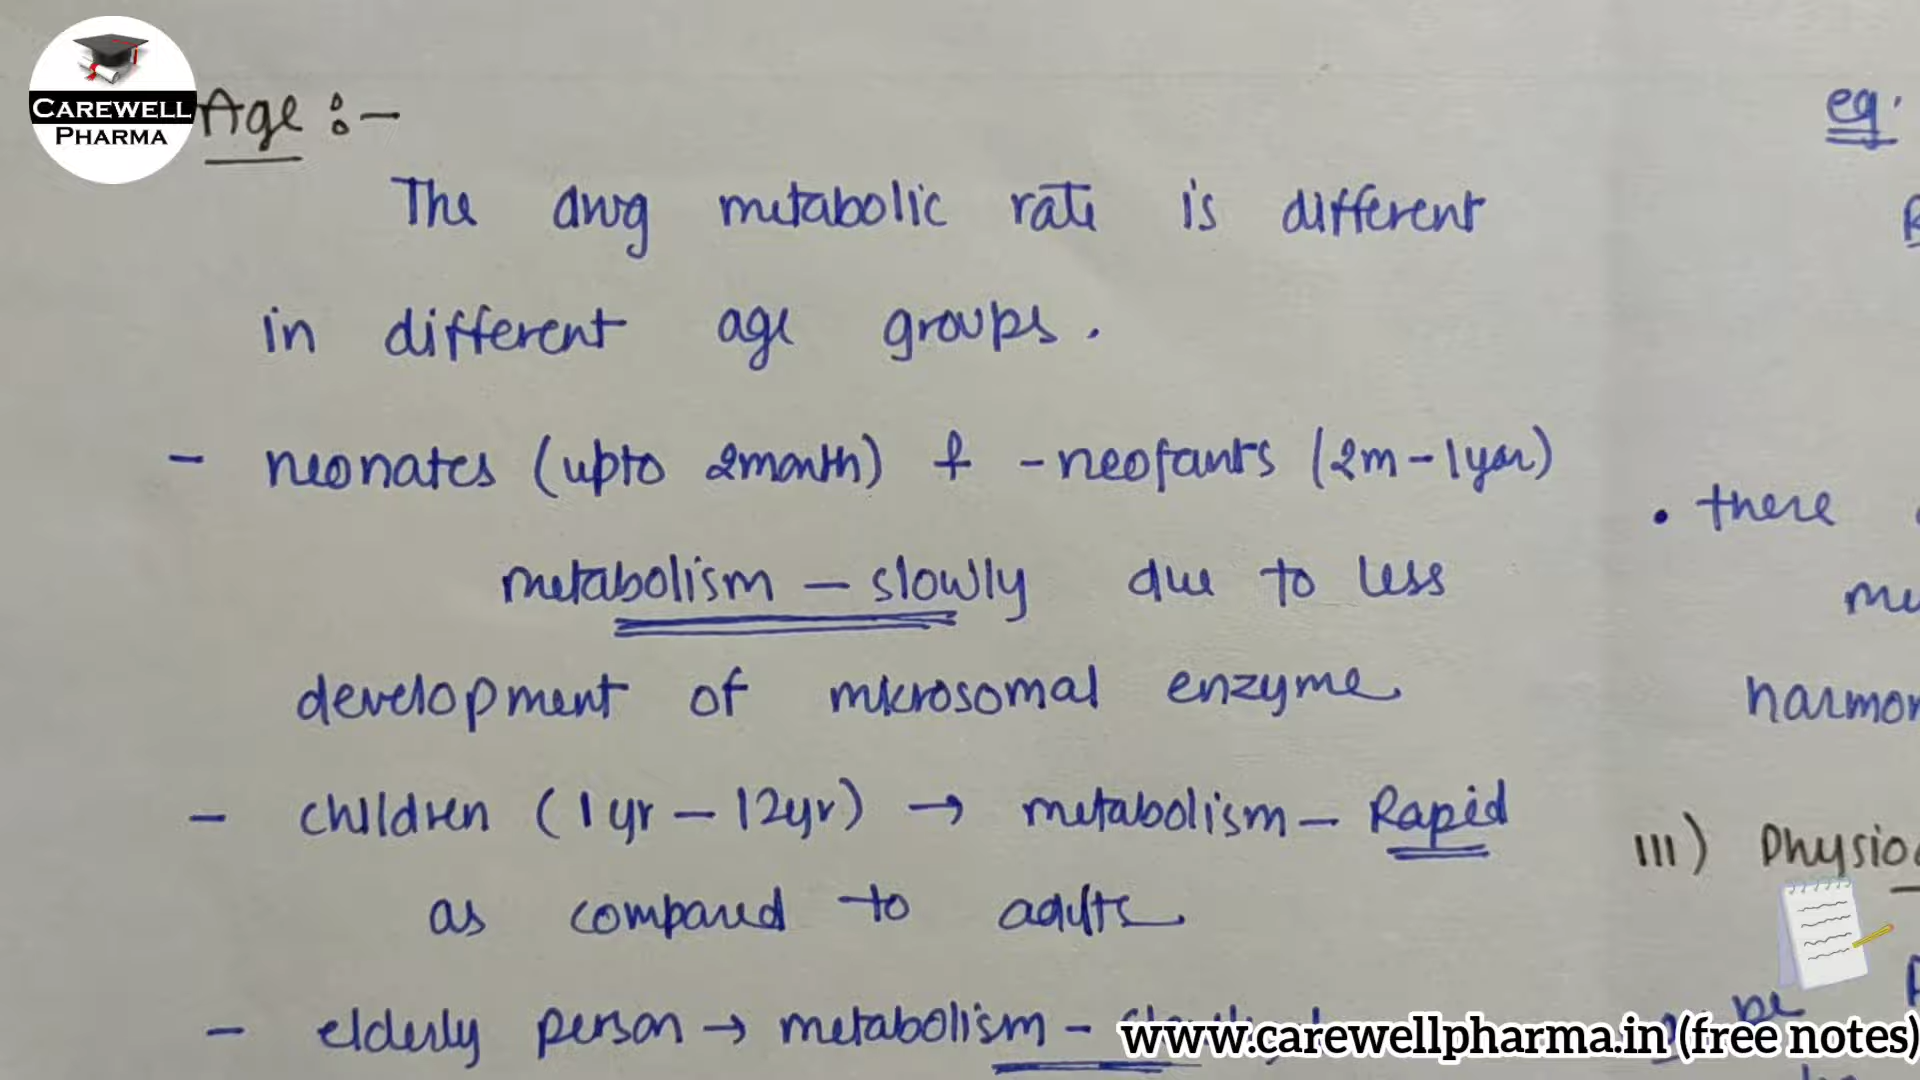 CAREWELL
PHARMA
Age :-
The drug metabolic rate is different
in different age groups.
- neonates (upto 2month) & - neofants (2m - 1year)
metabolism - slowly due to less
development of microsomal enzyme
- children (1yr - 12yr) → metabolism - Rapid
as compared to adults
- elderly person → metabolism -
eg.
• there
harmon
III) Physio
be
www.carewellpharma.in (free notes)